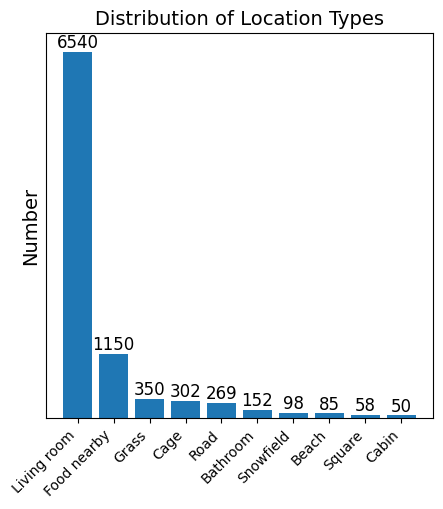 Distribution of Location Types
6540
1150
350
302
269
152
98
85
58
50
Number
Living room
Food nearby
Grass
Cage
Road
Bathroom
Snowfield
Beach
Square
Cabin